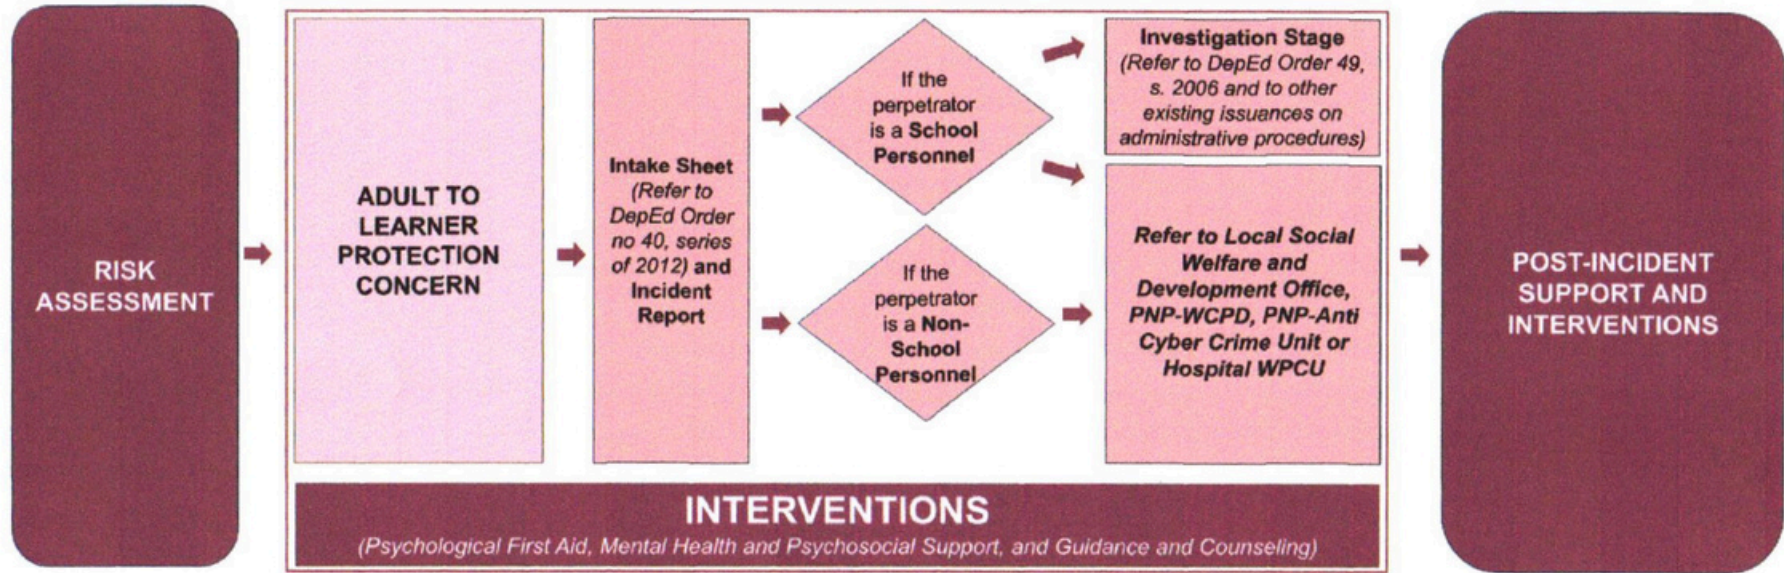 RISK
ASSESSMENT
ADULT TO
LEARNER
PROTECTION
CONCERN
Intake Sheet
(Refer to
DepEd Order
no 40, series
of 2012) and
Incident
Report
If the
perpetrator
is a School
Personnel
If the
perpetrator
is a Non-
School
Personnel
Investigation Stage
(Refer to DepEd Order 49,
s. 2006 and to other
existing issuances on
administrative procedures)
Refer to Local Social
Welfare and
Development Office,
PNP-WCPD, PNP-Anti
Cyber Crime Unit or
Hospital WPCU
INTERVENTIONS
(Psychological First Aid, Mental Health and Psychosocial Support, and Guidance and Counseling)
POST-INCIDENT
SUPPORT AND
INTERVENTIONS